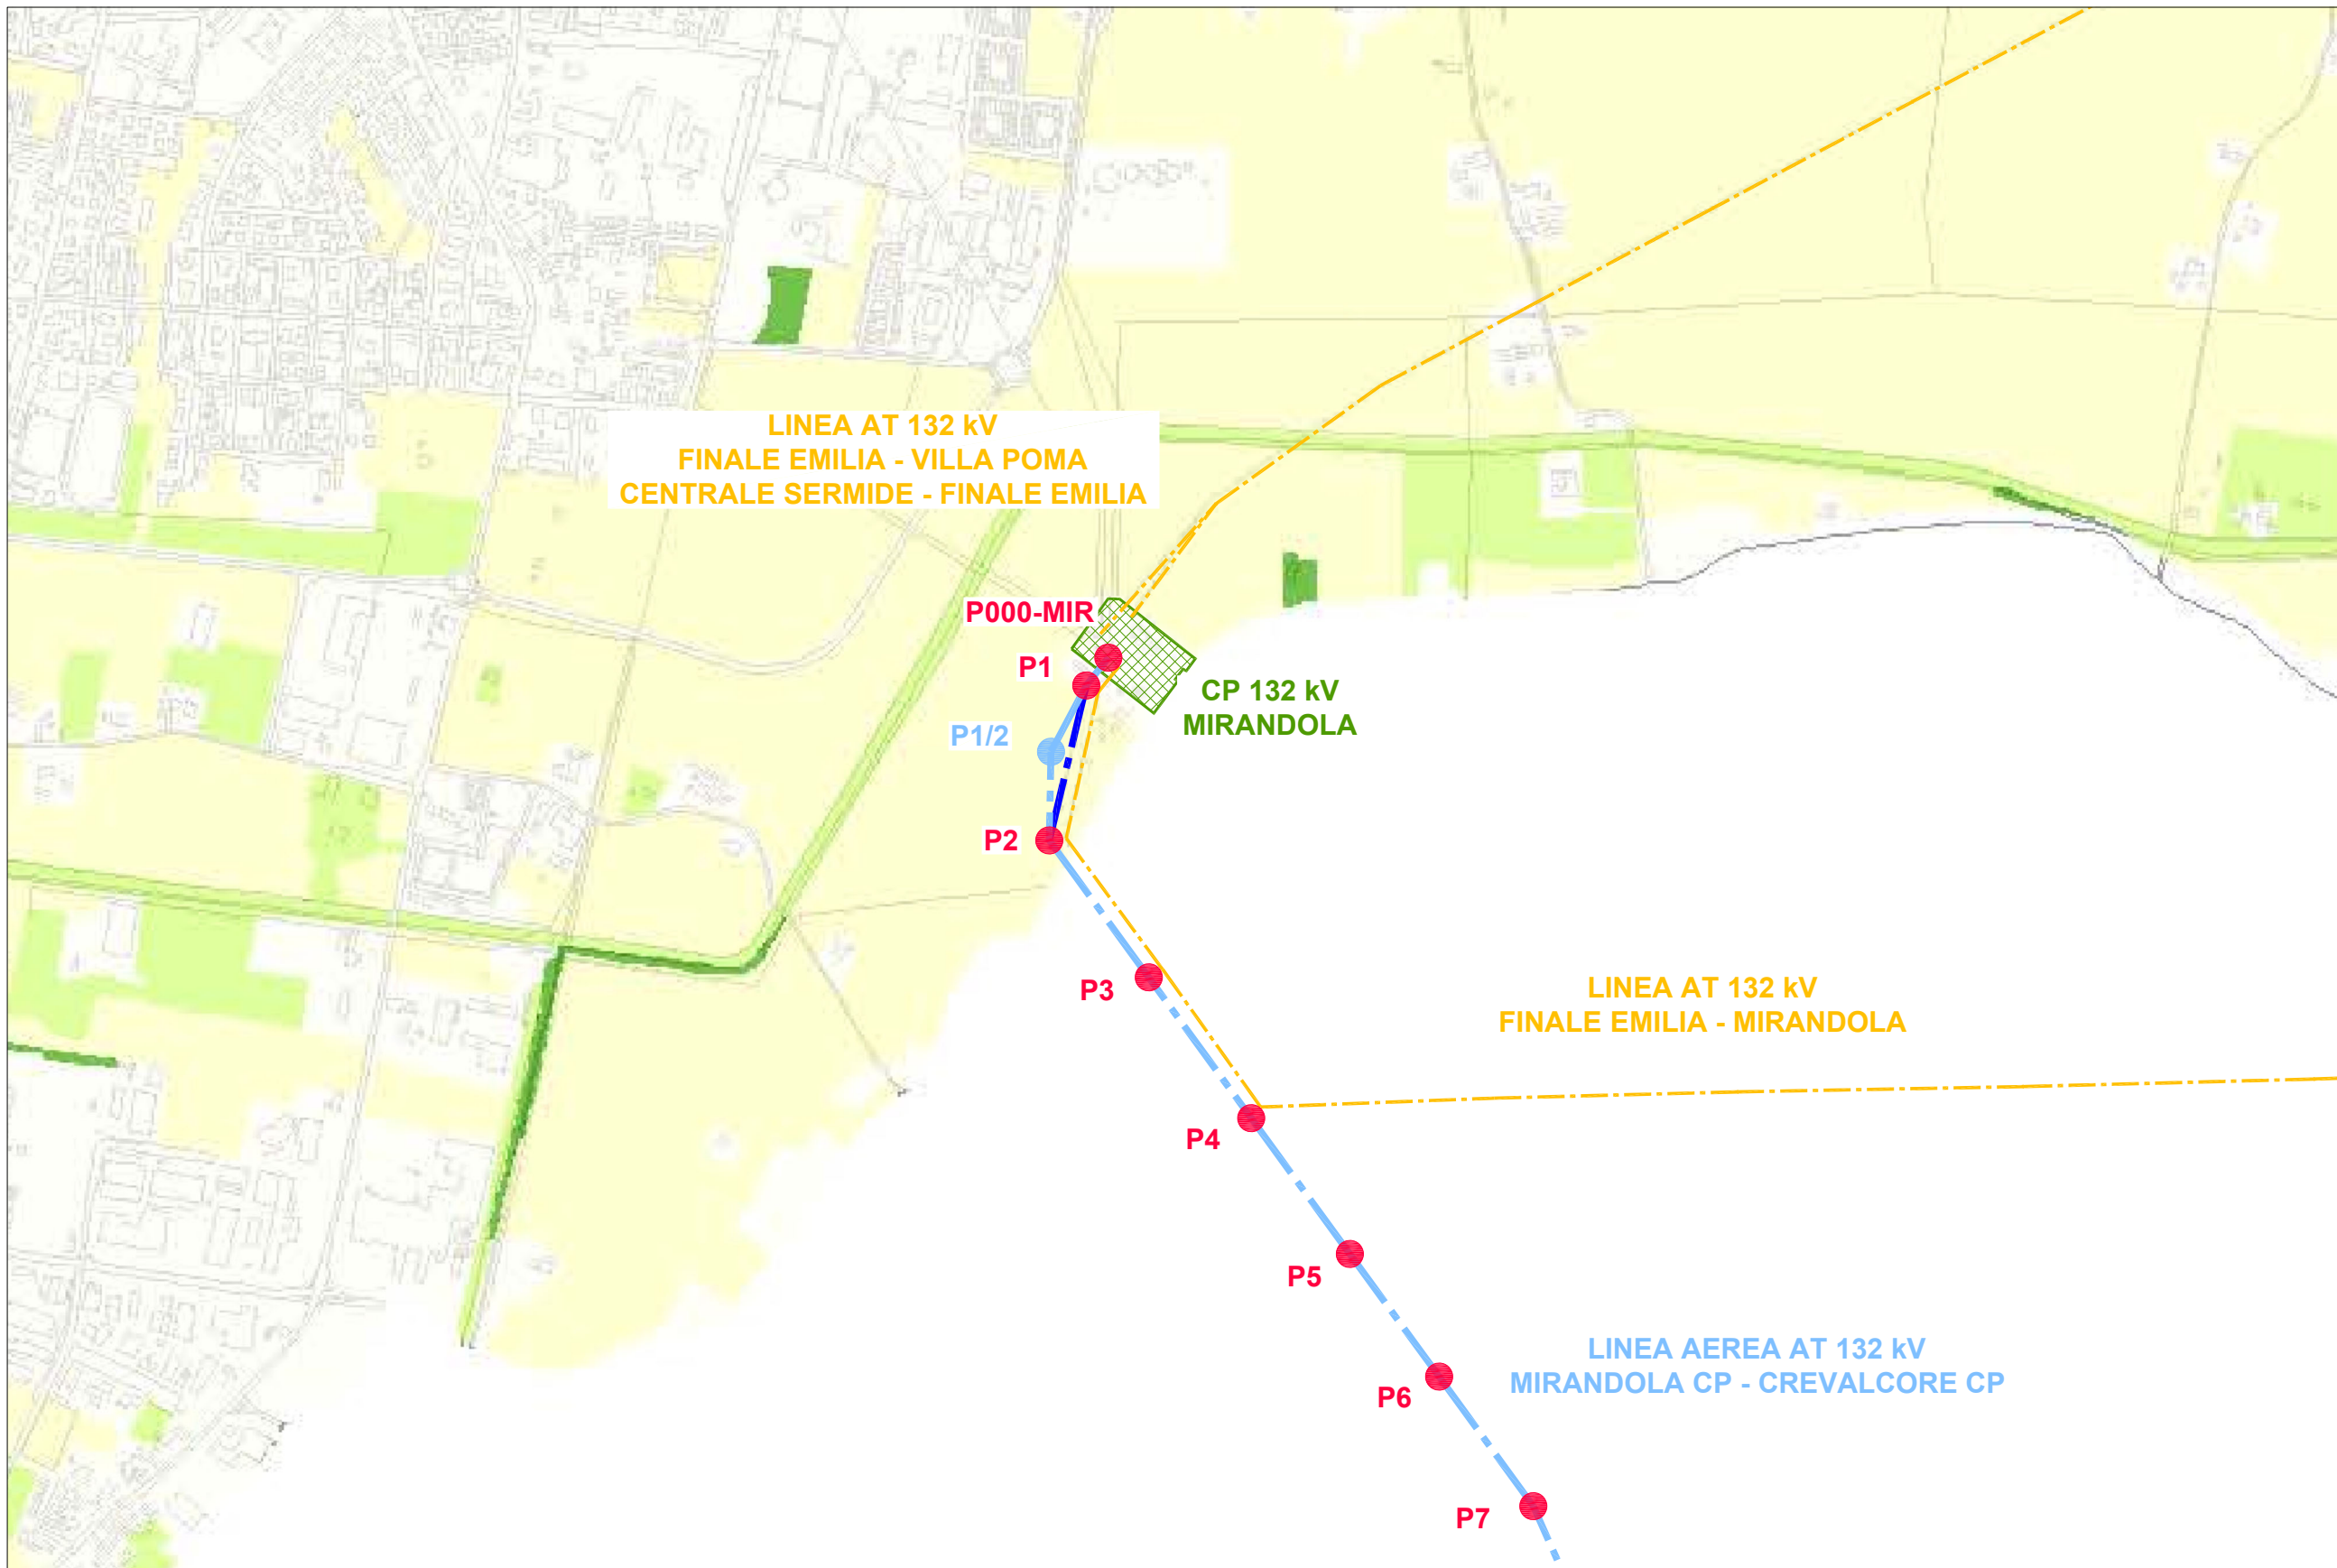 LINEA AT 132 kV
FINALE EMILIA - VILLA POMA
CENTRALE SERMIDE - FINALE EMILIA
P000-MIR
P1
CP 132 kV
MIRANDOLA
P1/2
P2
P3
LINEA AT 132 kV
FINALE EMILIA - MIRANDOLA
P4
P5
LINEA AEREA AT 132 kV
MIRANDOLA CP - CREVALCORE CP
P6
P7